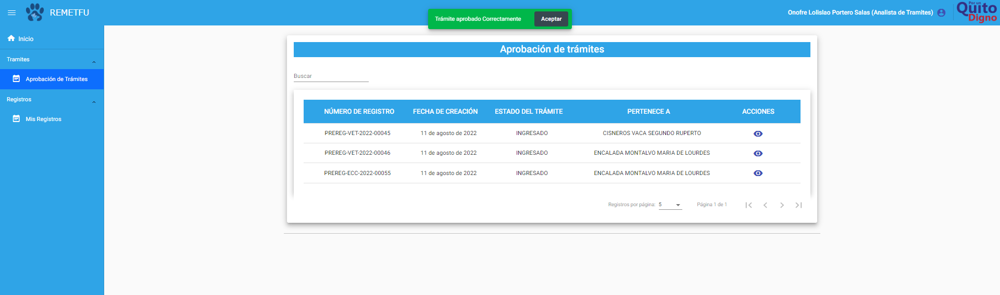 REMETFU
Trámite aprobado Correctamente
Aceptar
Onofre Lolislao Portero Salas (Analista de Tramites)
Por un
Quito
Digno
Inicio
Tramites
Aprobación de Trámites
Registros
Mis Registros
Aprobación de trámites
Buscar
NÚMERO DE REGISTRO FECHA DE CREACIÓN ESTADO DEL TRÁMITE PERTENECE A ACCIONES
PREREG-VET-2022-00045 11 de agosto de 2022 INGRESADO CISNEROS VACA SEGUNDO RUPERTO
PREREG-VET-2022-00046 11 de agosto de 2022 INGRESADO ENCALADA MONTALVO MARIA DE LOURDES
PREREG-ECC-2022-00055 11 de agosto de 2022 INGRESADO ENCALADA MONTALVO MARIA DE LOURDES
Registros por página: 5 Página 1 de 1